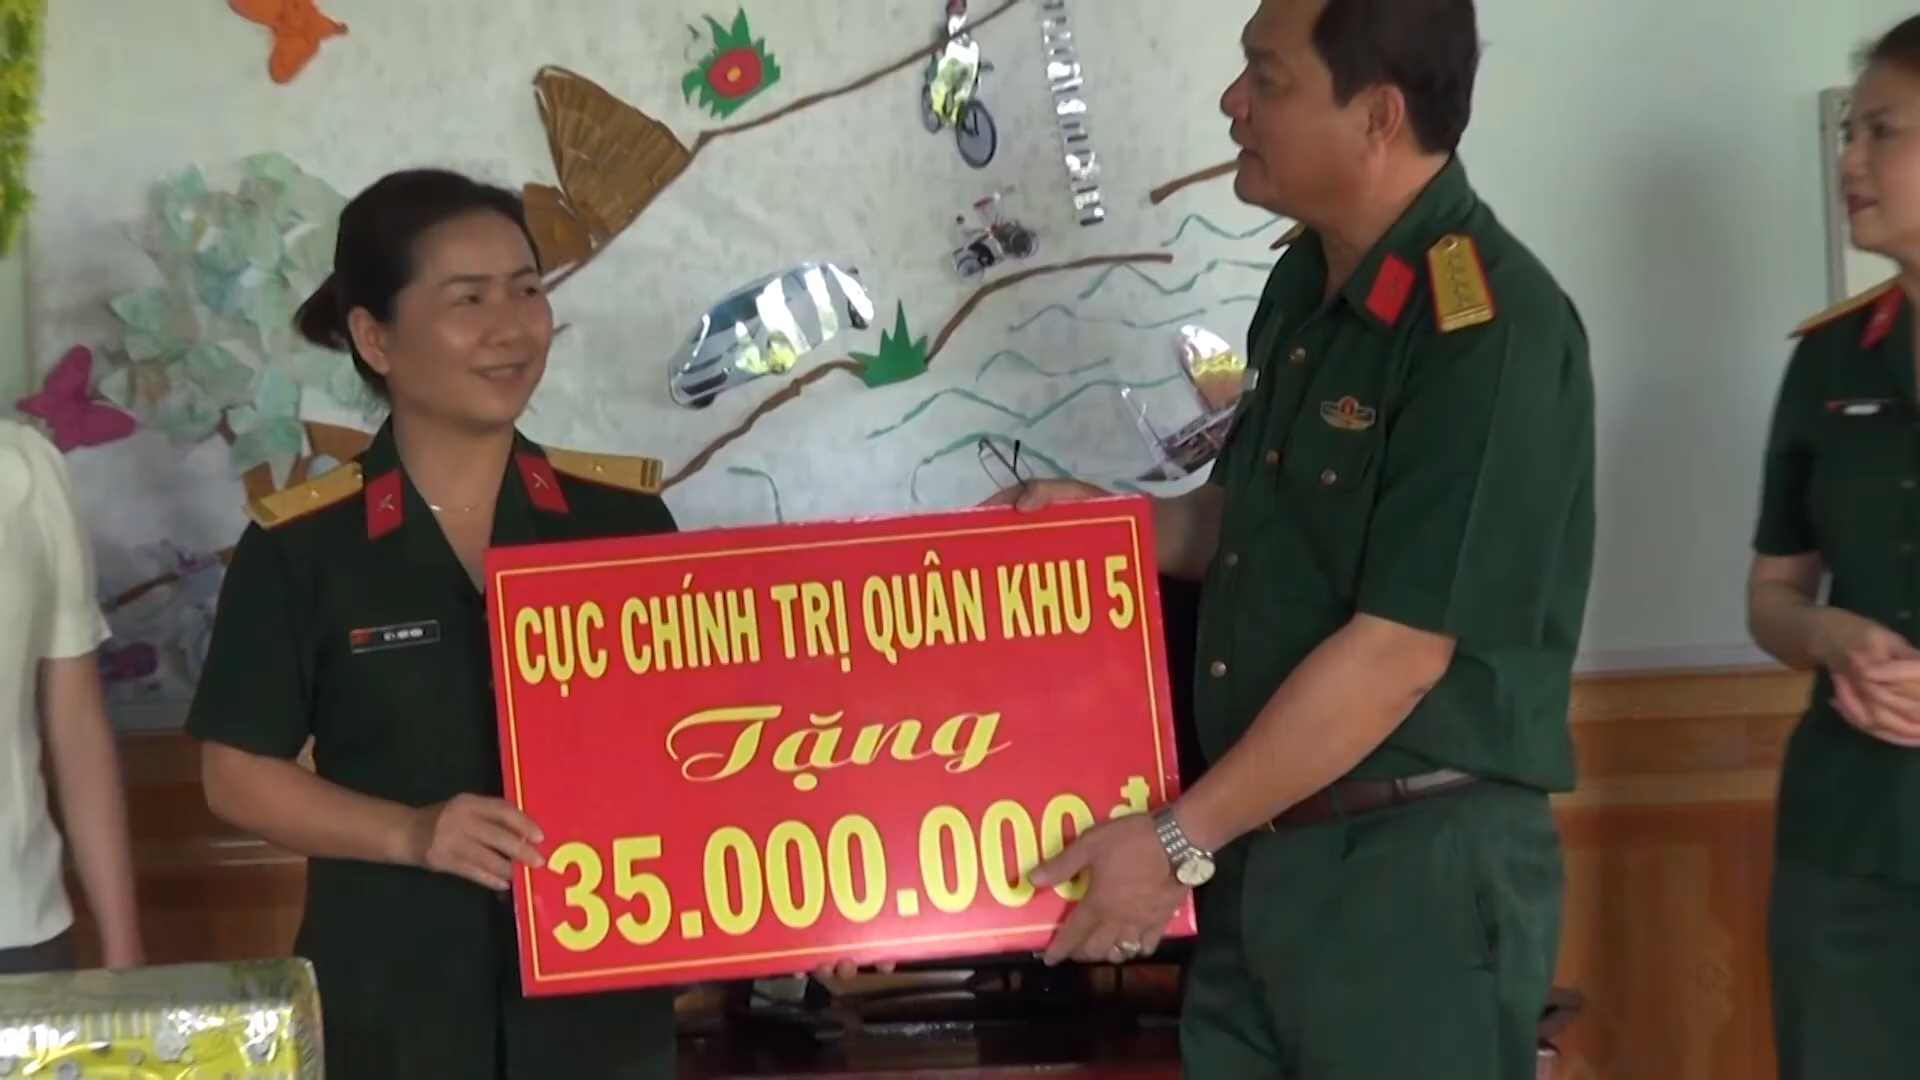 CỤC CHÍNH TRỊ QUÂN KHU 5
Tặng
35.000.000đ